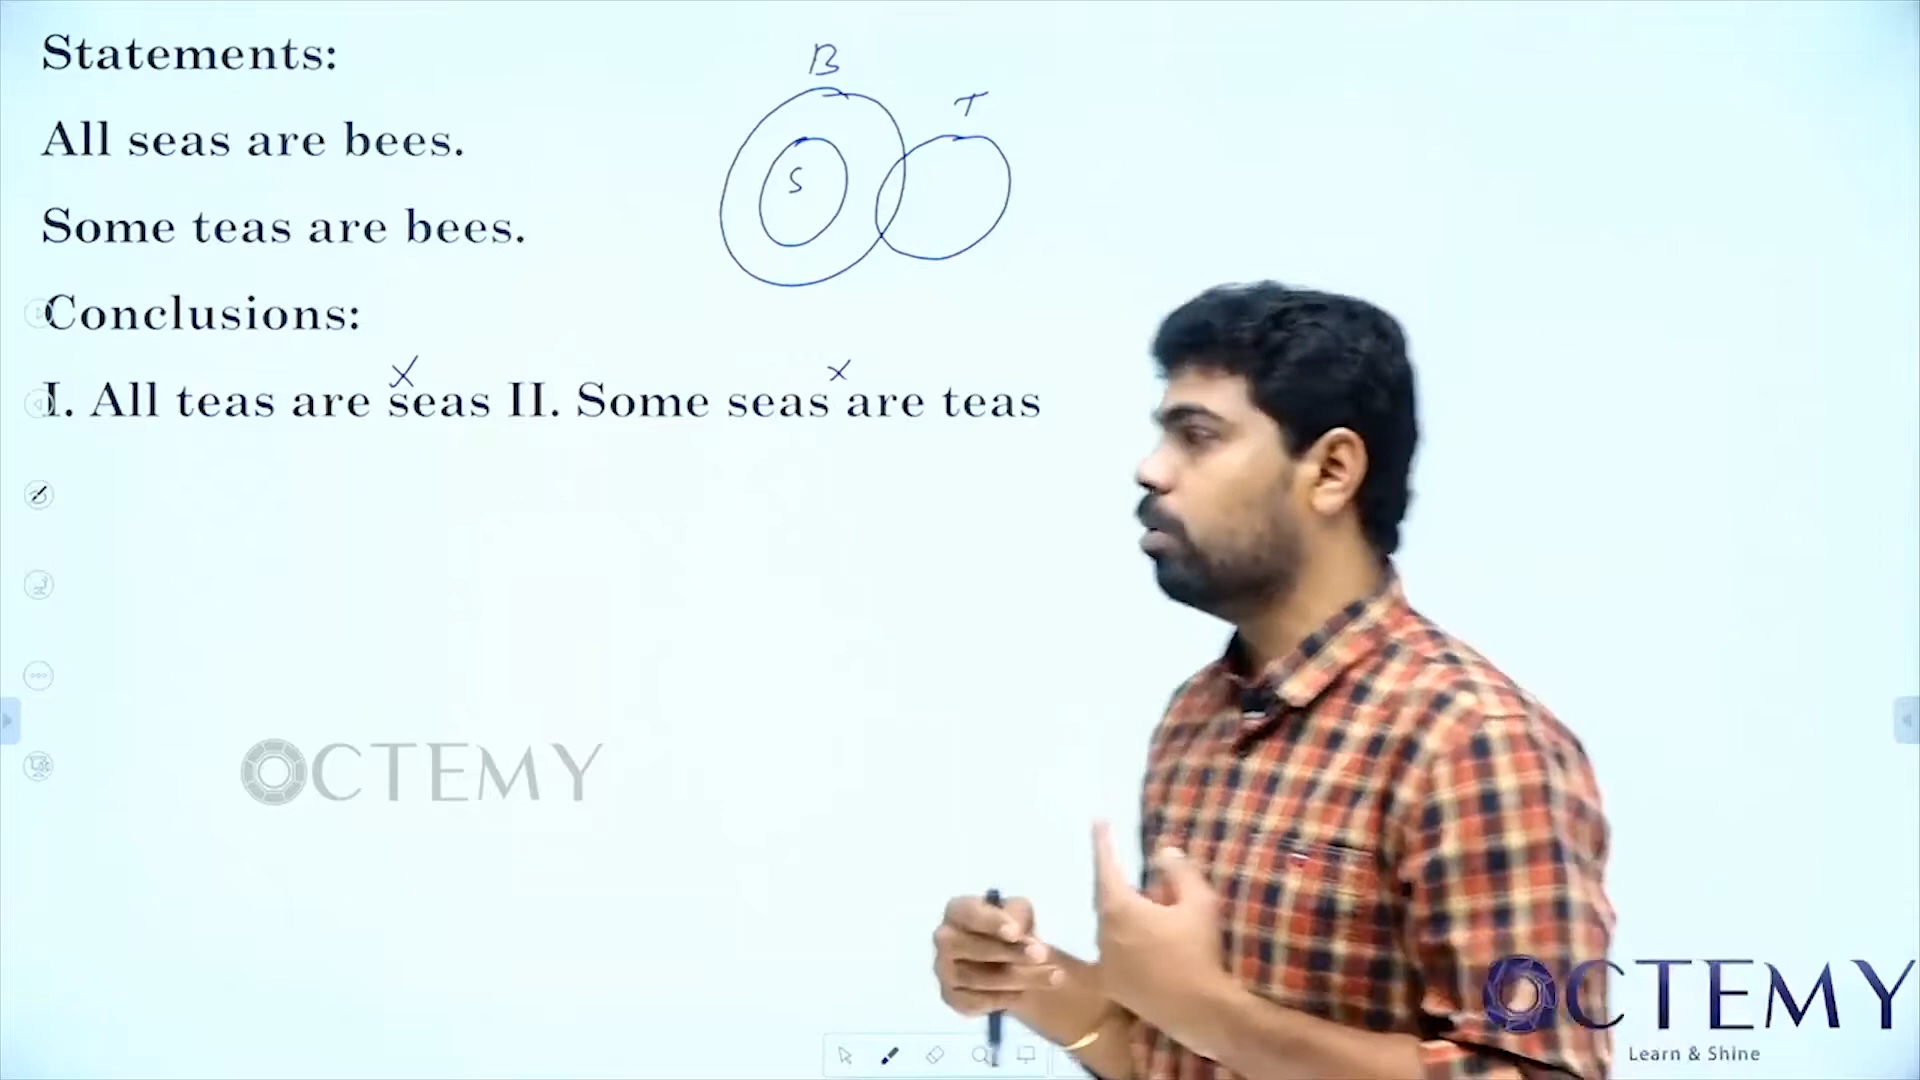 Statements:
B
T
All seas are bees.
S
Some teas are bees.
Conclusions:
X X
I. All teas are seas II. Some seas are teas
OCTEMY
OCTEMY
Learn & Shine